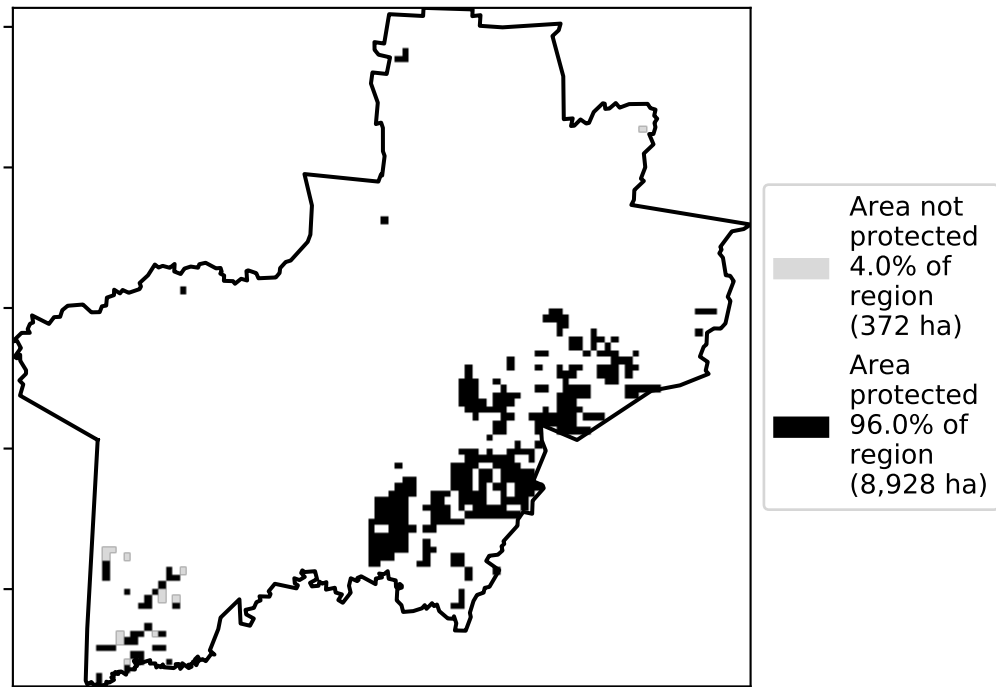 Area not
protected
4.0% of
region
(372 ha)
Area
protected
96.0% of
region
(8,928 ha)